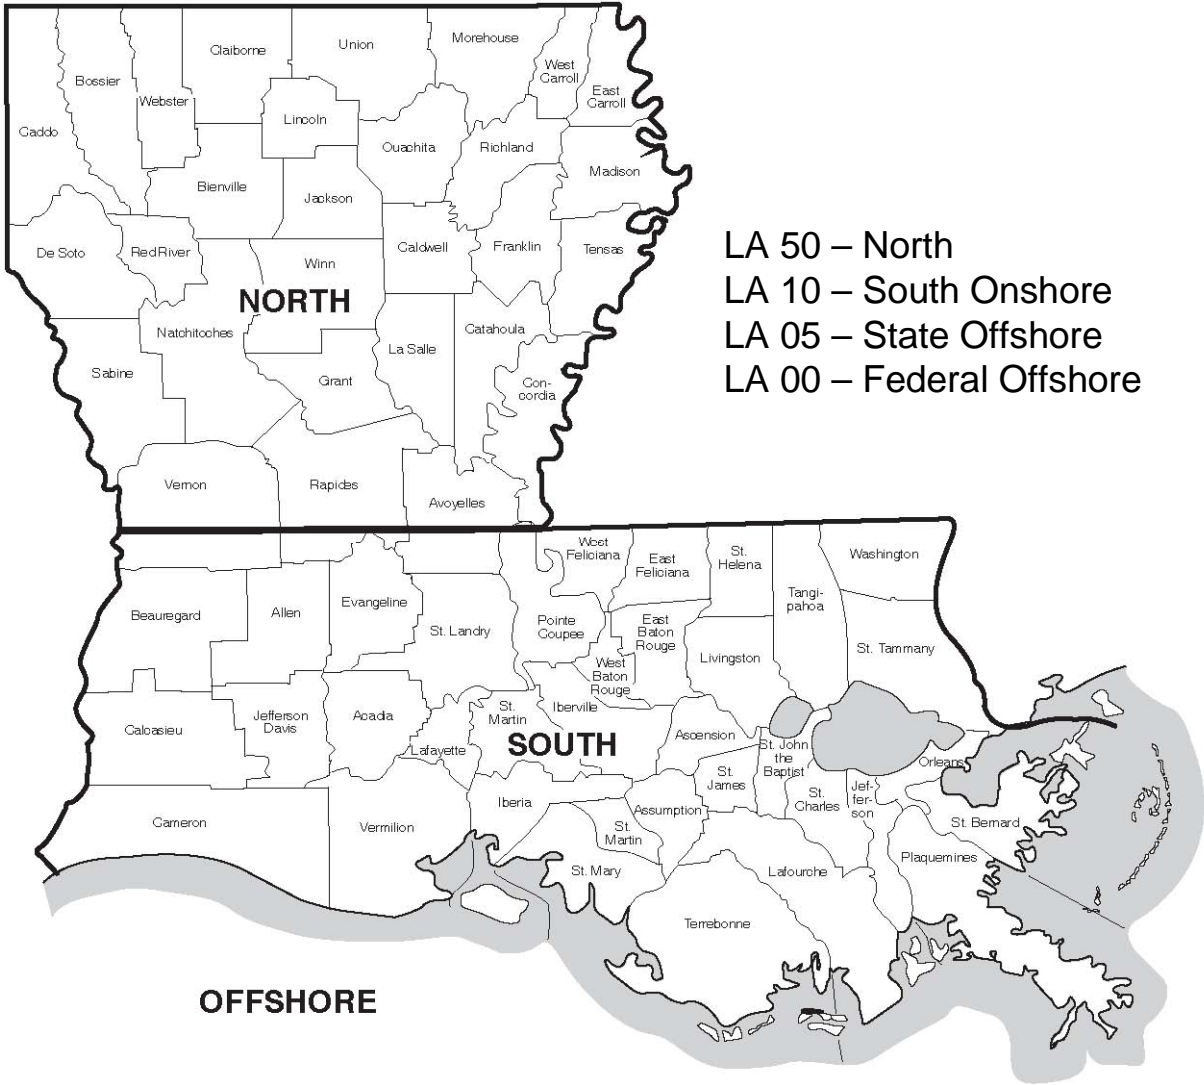 Claiborne
Union
Morehouse
West
Carroll
East
Carroll
Bossier
Webster
Caddo
Lincoln
Ouachita
Richland
Madison
Bienville
Jackson
De Soto
Red River
Caldwell
Franklin
Tensas
Winn
NORTH
Natchitoches
La Salle
Catahoula
Sabine
Grant
Con-
cordia
Vernon
Rapides
Avoyelles
LA 50 – North
LA 10 – South Onshore
LA 05 – State Offshore
LA 00 – Federal Offshore
West
Feliciana
East
Feliciana
St.
Helena
Washington
Tangi-
pahoa
Beauregard
Allen
Evangeline
St. Landry
Pointe
Coupee
East
Baton
Rouge
West
Baton
Rouge
Livingston
St. Tammany
Calcasieu
Jefferson
Davis
Acadia
Lafayette
St.
Martin
Iberville
SOUTH
Ascension
St. John
the
Baptist
Orleans
St.
James
St.
Charles
Jef-
fer-
son
Cameron
Vermilion
Iberia
Assumption
St.
Martin
St. Bernard
St. Mary
Lafourche
Plaquemines
Terrebonne
OFFSHORE